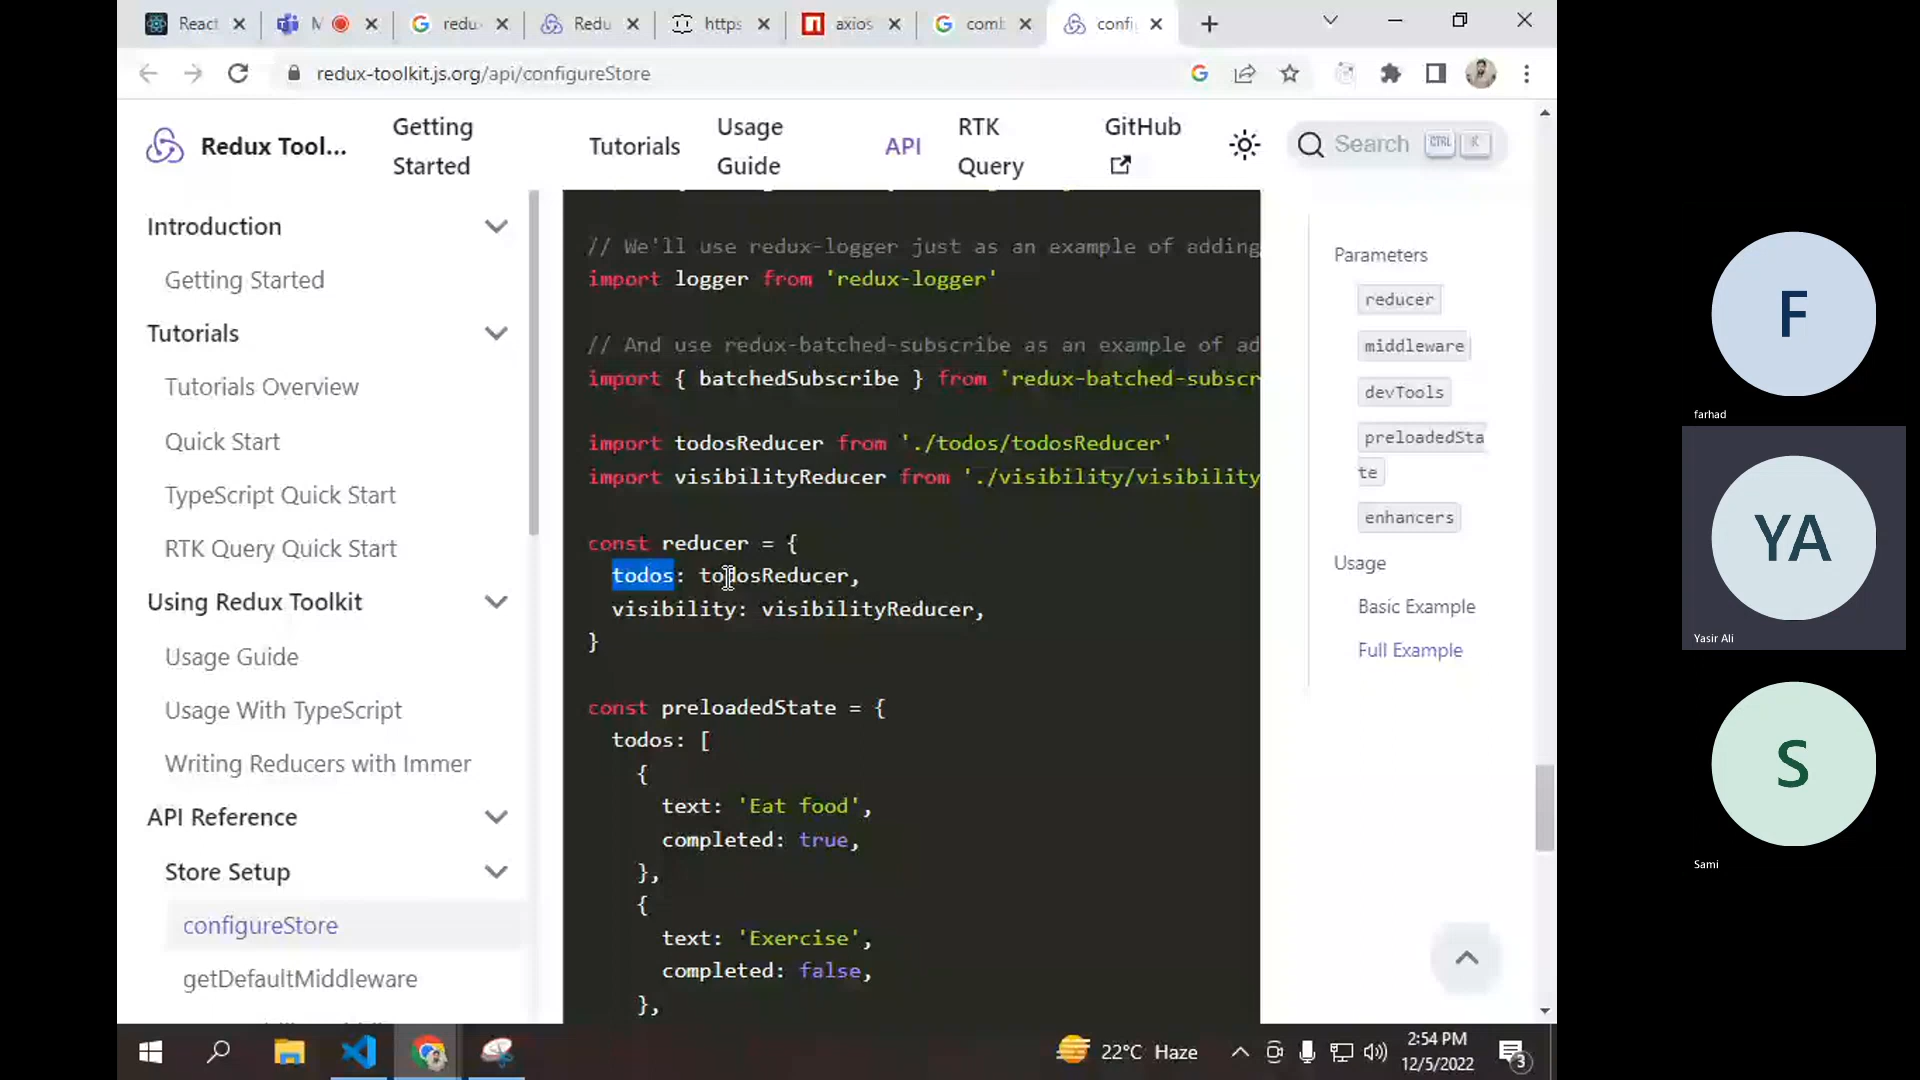 React
M
redu
Redu
https
axios
coml
confi
redux-toolkit.js.org/api/configureStore
Redux Tool...
Getting Started
Tutorials
Usage Guide
API
RTK Query
GitHub
Search
CTRL
K
Introduction
Getting Started
Tutorials
Tutorials Overview
Quick Start
TypeScript Quick Start
RTK Query Quick Start
Using Redux Toolkit
Usage Guide
Usage With TypeScript
Writing Reducers with Immer
API Reference
Store Setup
configureStore
getDefaultMiddleware
// We'll use redux-logger just as an example of adding
import logger from 'redux-logger'
// And use redux-batched-subscribe as an example of ad
import { batchedSubscribe } from 'redux-batched-subscr
import todosReducer from './todos/todosReducer'
import visibilityReducer from './visibility/visibility
const reducer = {
todos: todosReducer,
visibility: visibilityReducer,
}
const preloadedState = {
todos: [
{
text: 'Eat food',
completed: true,
},
{
text: 'Exercise',
completed: false,
},
Parameters
reducer
middleware
devTools
preloadedSta
te
enhancers
Usage
Basic Example
Full Example
F
farhad
YA
Yasir Ali
S
Sami
22°C Haze
2:54 PM
12/5/2022
3